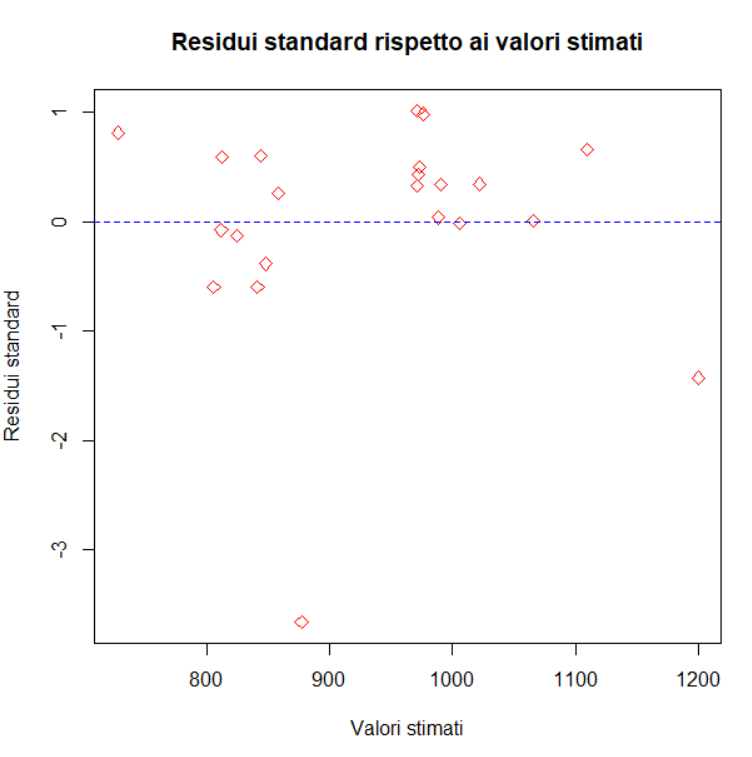 Residui standard rispetto ai valori stimati
Residui standard
1
0
-1
-2
-3
800 900 1000 1100 1200
Valori stimati